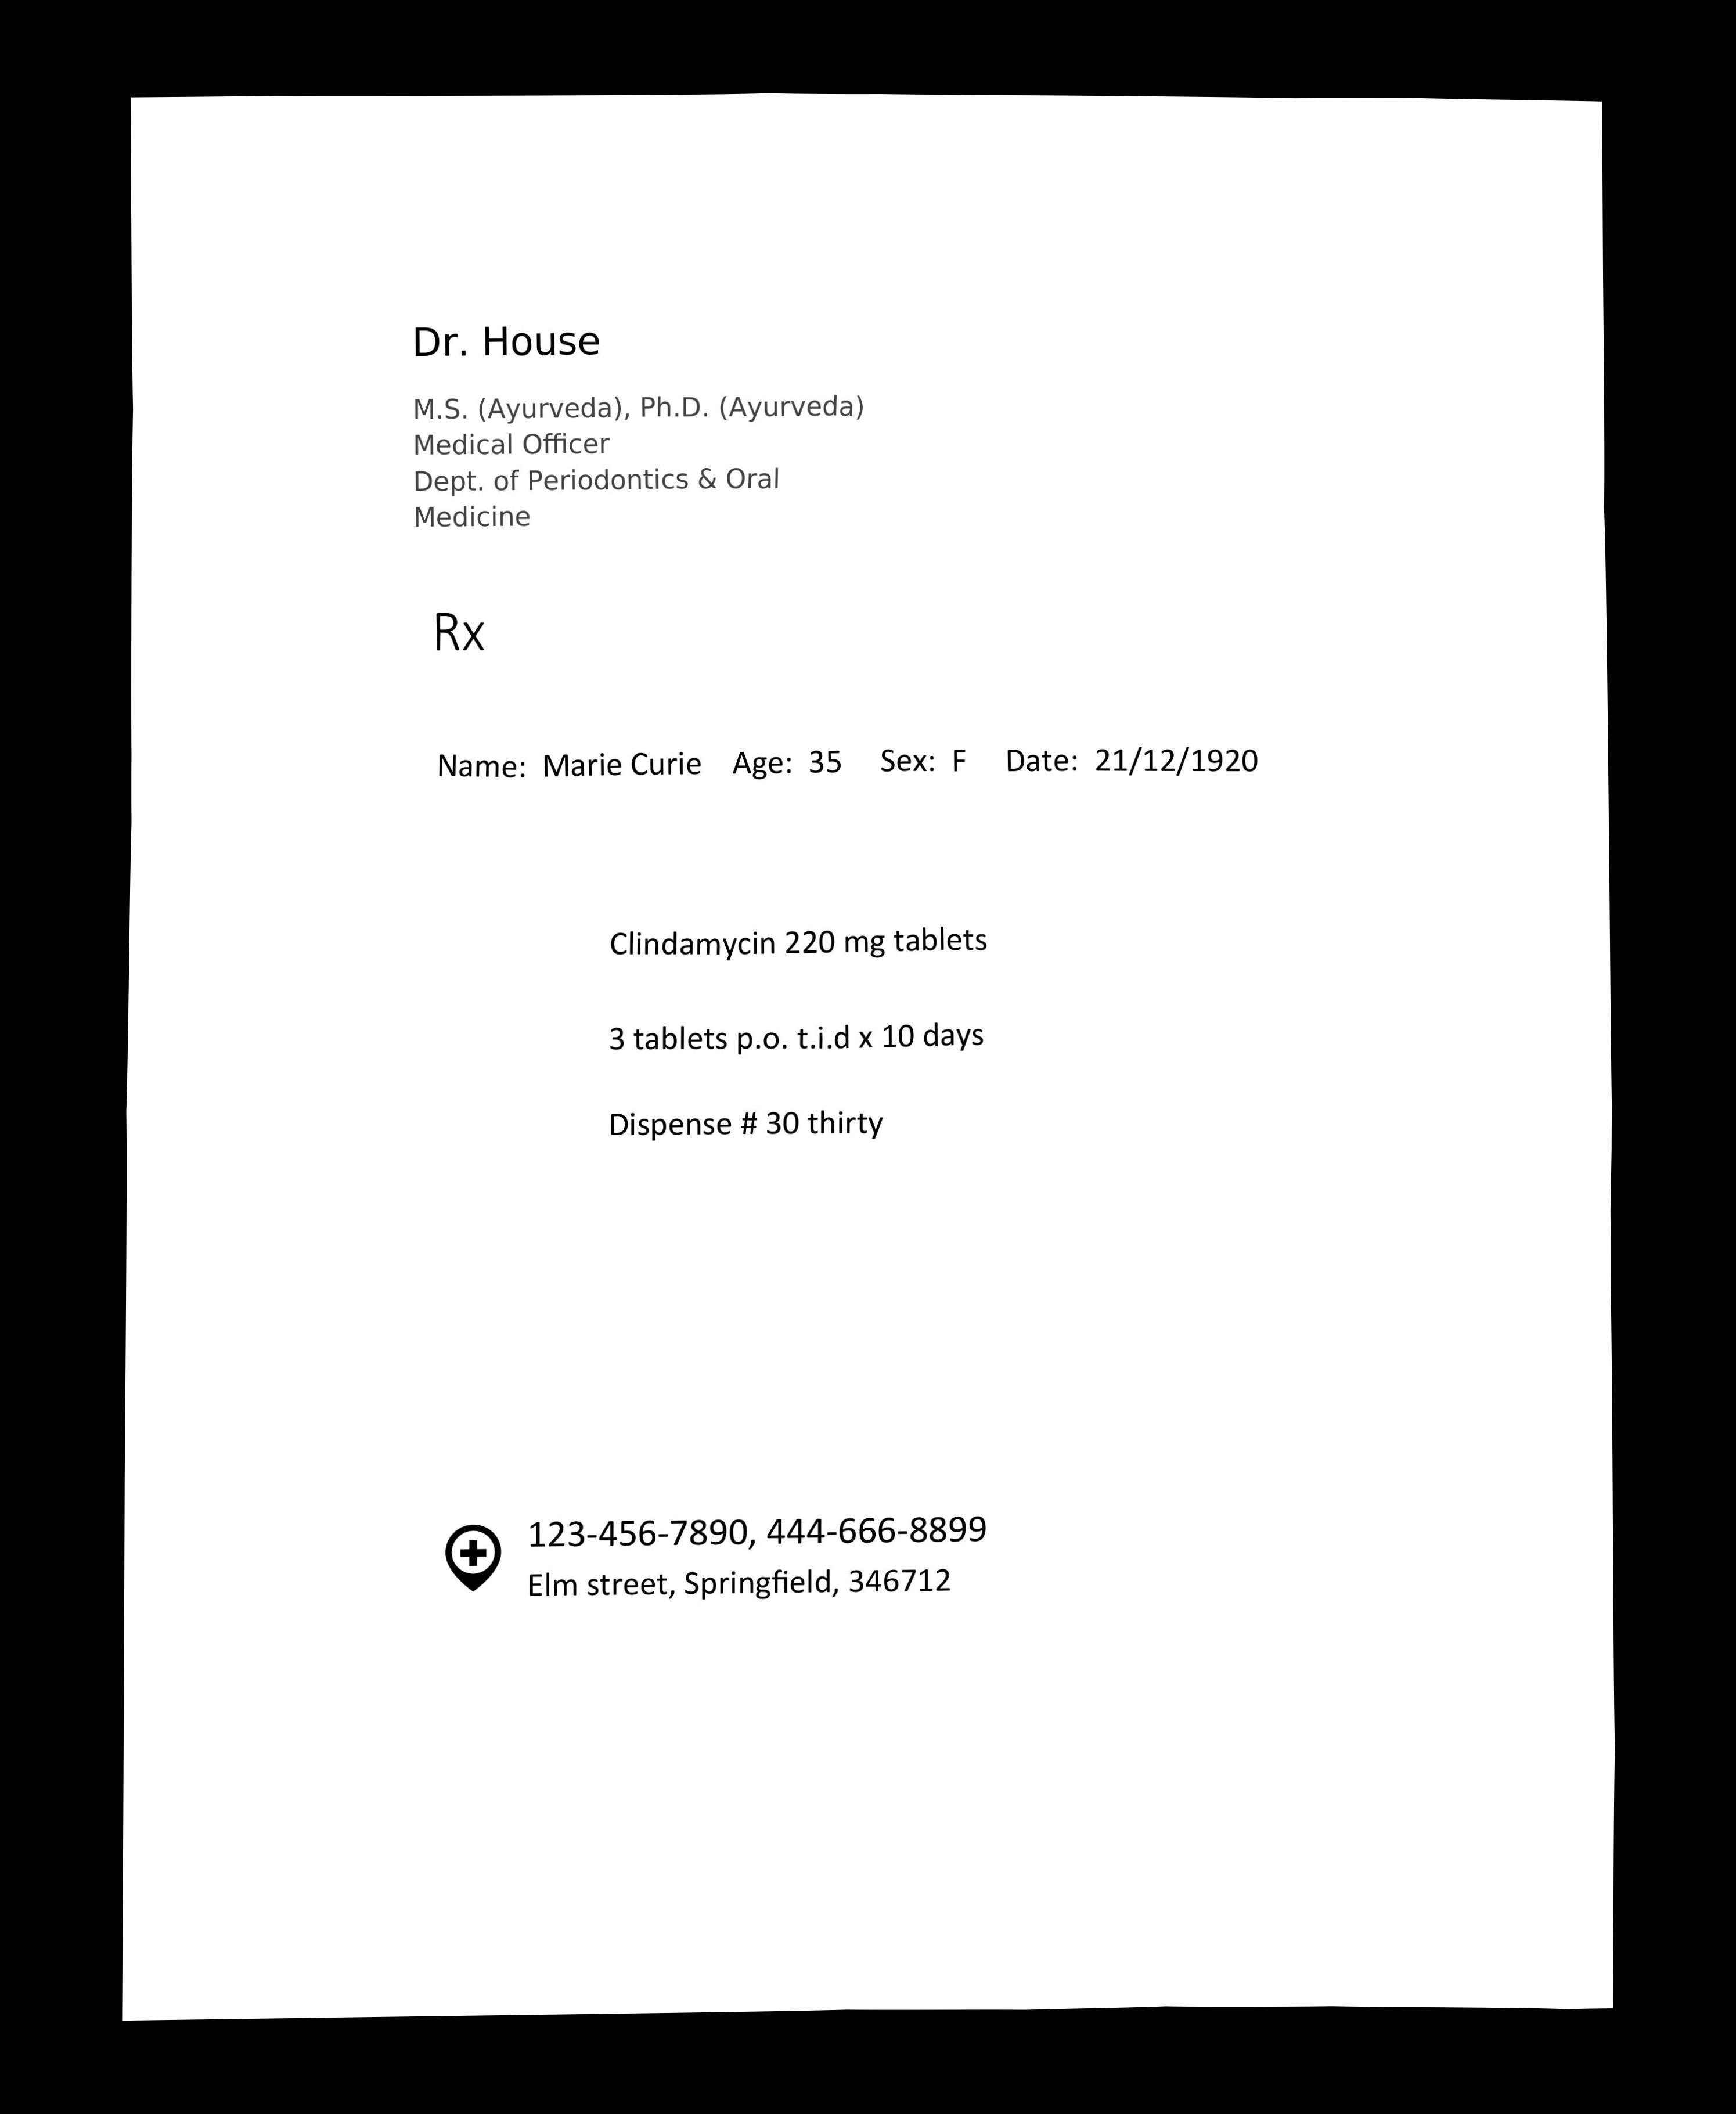 Dr. House
M.S. (Ayurveda), Ph.D. (Ayurveda)
Medical Officer
Dept. of Periodontics & Oral
Medicine
Rx
Name: Marie Curie Age: 35 Sex: F Date: 21/12/1920
Clindamycin 220 mg tablets
3 tablets p.o. t.i.d x 10 days
Dispense # 30 thirty
123-456-7890, 444-666-8899
Elm street, Springfield, 346712